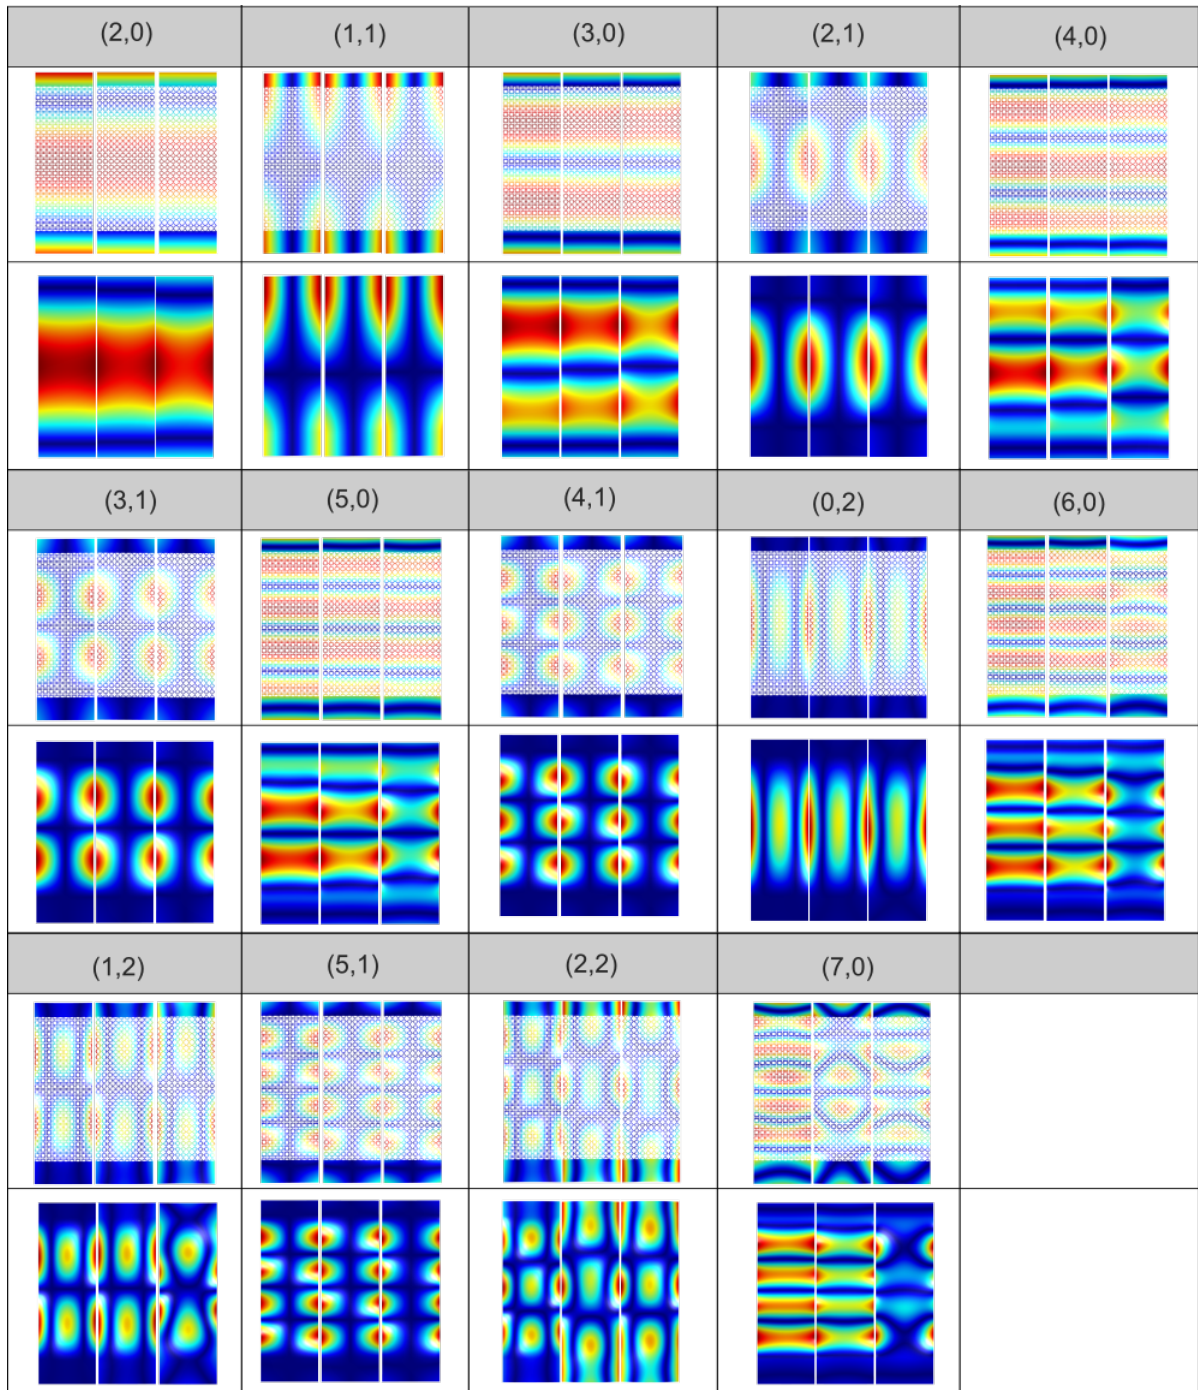 (2,0) (1,1) (3,0) (2,1) (4,0)
(3,1) (5,0) (4,1) (0,2) (6,0)
(1,2) (5,1) (2,2) (7,0)